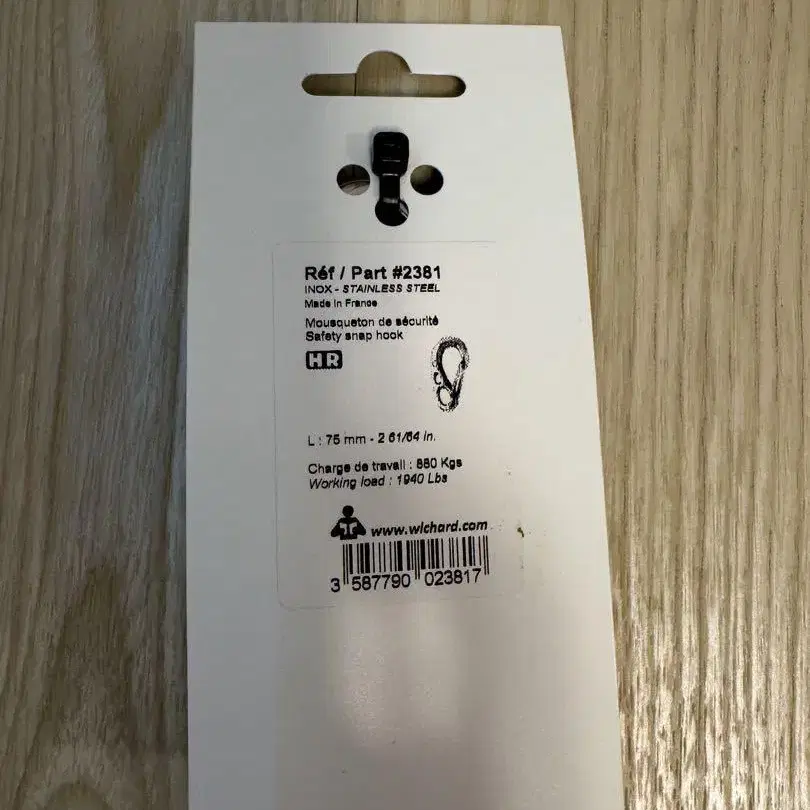 Réf / Part #2381
INOX - STAINLESS STEEL
Made in France
Mousqueton de sécurité
Safety snap hook
HR
L : 75 mm - 2 61/64 in.
Charge de travail : 880 Kgs
Working load : 1940 Lbs
www.wichard.com
3 587790 023817